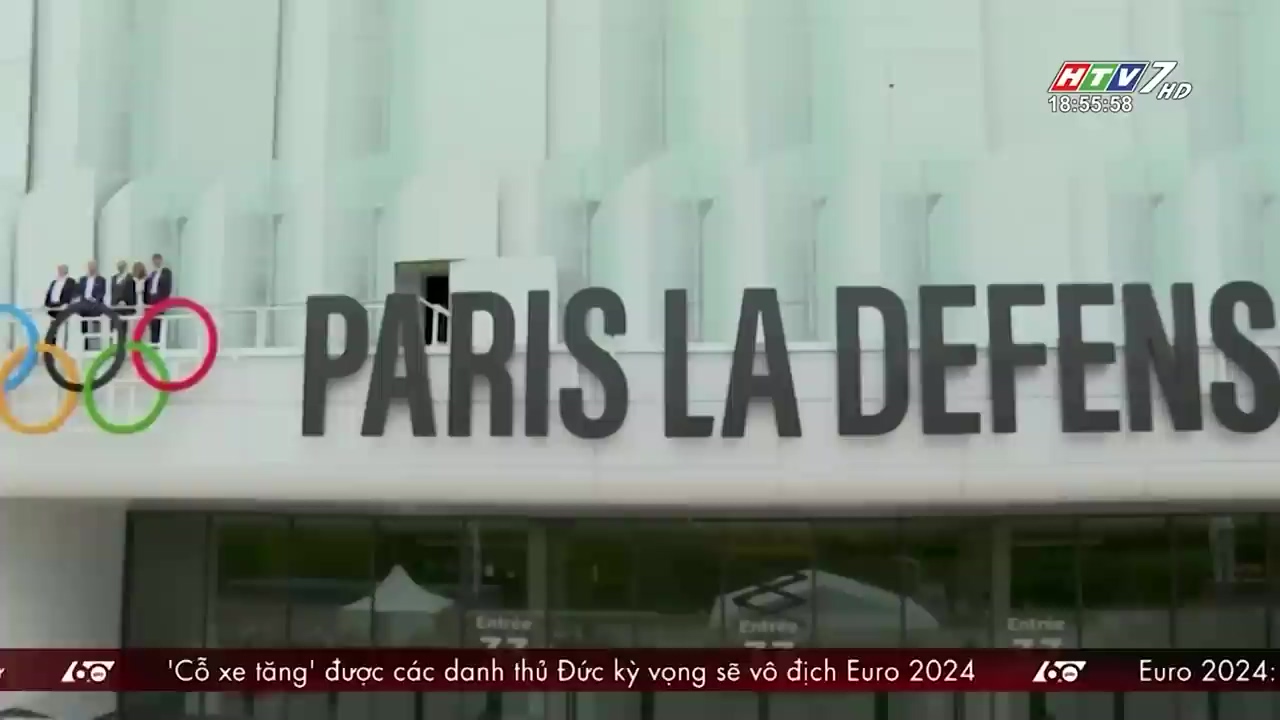 HTV7 HD
18:55:58
PARIS LA DEFENS
Entrée
Entrée
Entrée
'Cỗ xe tăng' được các danh thủ Đức kỳ vọng sẽ vô địch Euro 2024
Euro 2024: